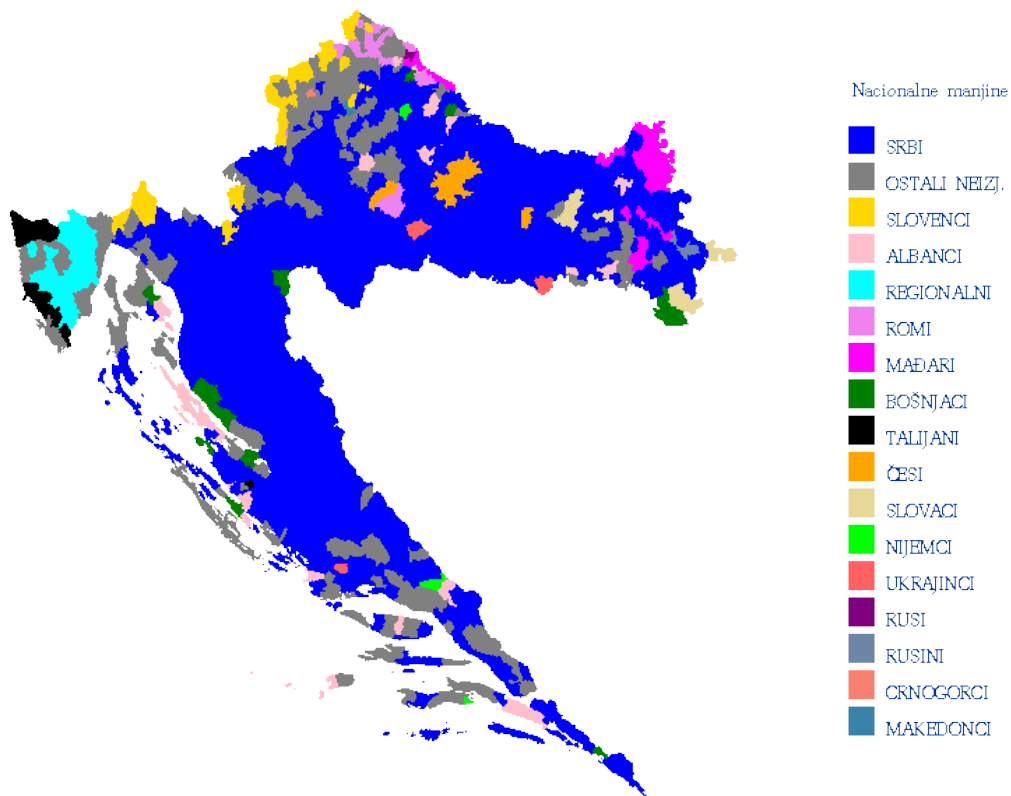 Nacionalne manjine
SRBI
OSTALI NEIZJ.
SLOVENCI
ALBANCI
REGIONALNI
ROMI
MAĐARI
BOŠNJACI
TALIJANI
ČESI
SLOVACI
NIJEMCI
UKRAJINCI
RUSI
RUSINI
CRNOGORCI
MAKEDONCI